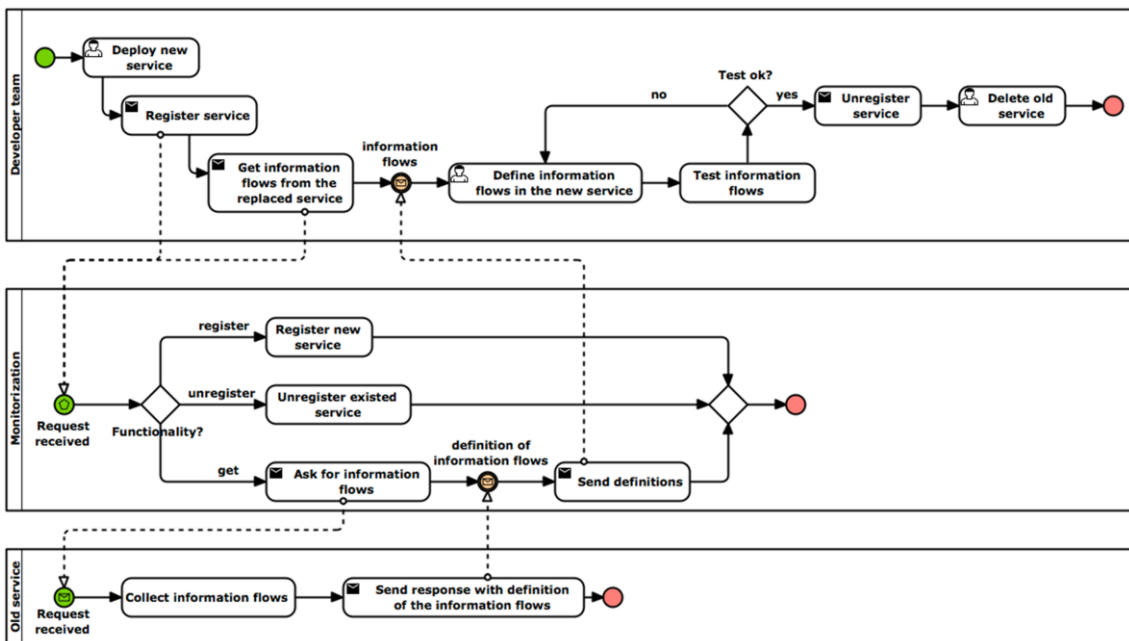 Developer team
Deploy new
service
Register service
Get information
flows from the
replaced service
information
flows
Define information
flows in the new service
Test information
flows
Test ok?
no
yes
Unregister
service
Delete old
service
Monitorization
Request
received
Functionality?
register
Register new
service
unregister
Unregister existed
service
get
Ask for information
flows
definition of
information flows
Send definitions
Old service
Request
received
Collect information flows
Send response with definition
of the information flows